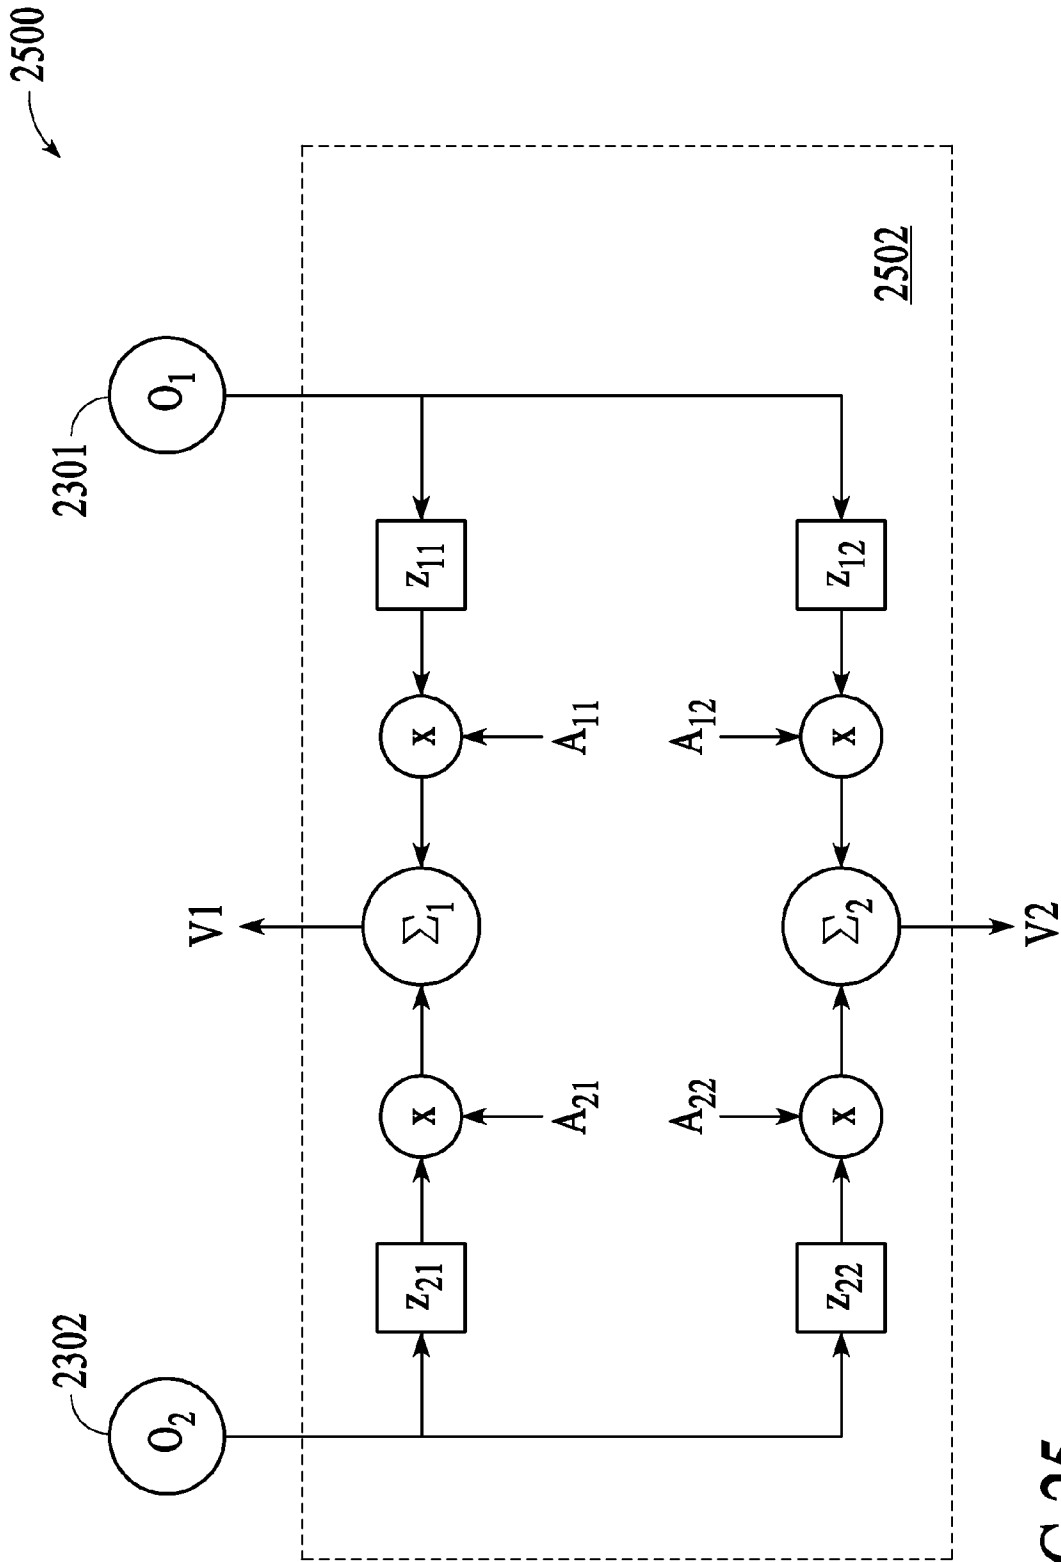 2500
2302
2301
O₂
O₁
V1
z₂₁
x
Σ₁
x
z₁₁
A₂₁
A₁₁
A₂₂
A₁₂
z₂₂
x
Σ₂
x
z₁₂
2502
V2